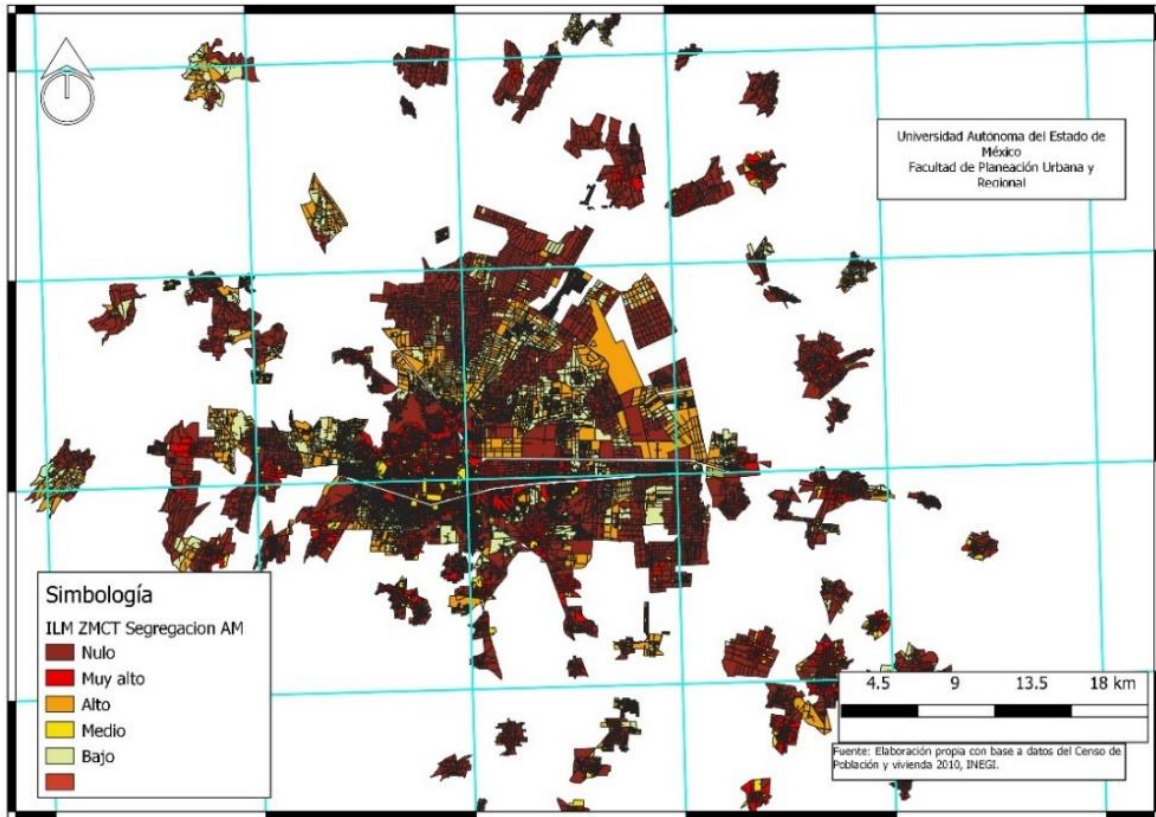 Universidad Autónoma del Estado de
México
Facultad de Planeación Urbana y
Regional
Simbología
ILM ZMCT Segregacion AM
Nulo
Muy alto
Alto
Medio
Bajo
4.5 9 13.5 18 km
Fuente: Elaboración propia con base a datos del Censo de
Población y vivienda 2010, INEGI.